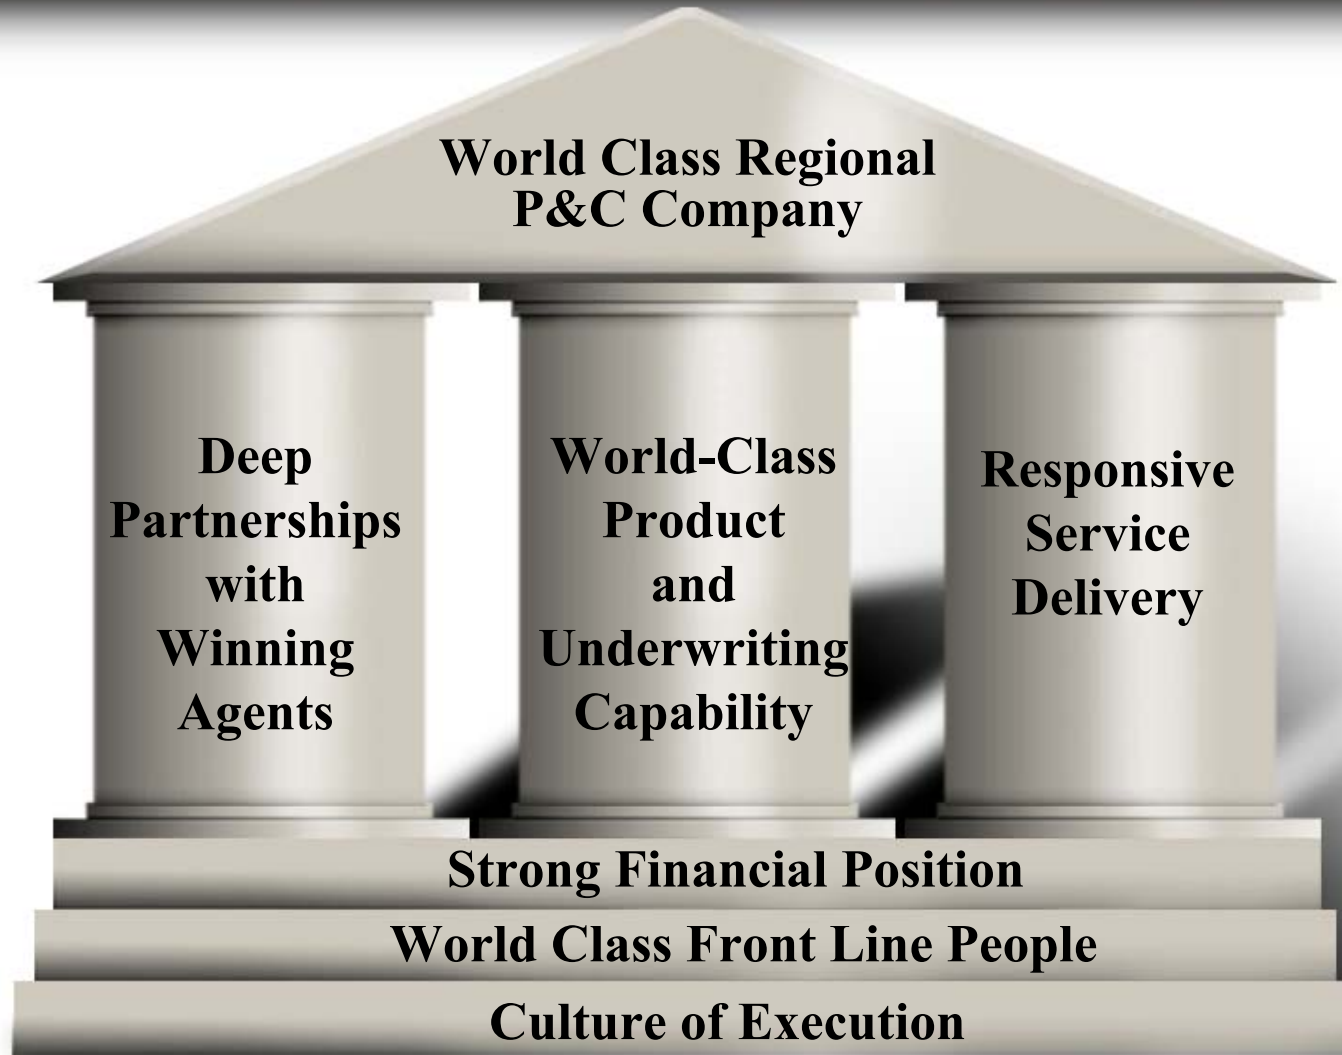 World Class Regional
P&C Company
Deep
Partnerships
with
Winning
Agents
World-Class
Product
and
Underwriting
Capability
Responsive
Service
Delivery
Strong Financial Position
World Class Front Line People
Culture of Execution